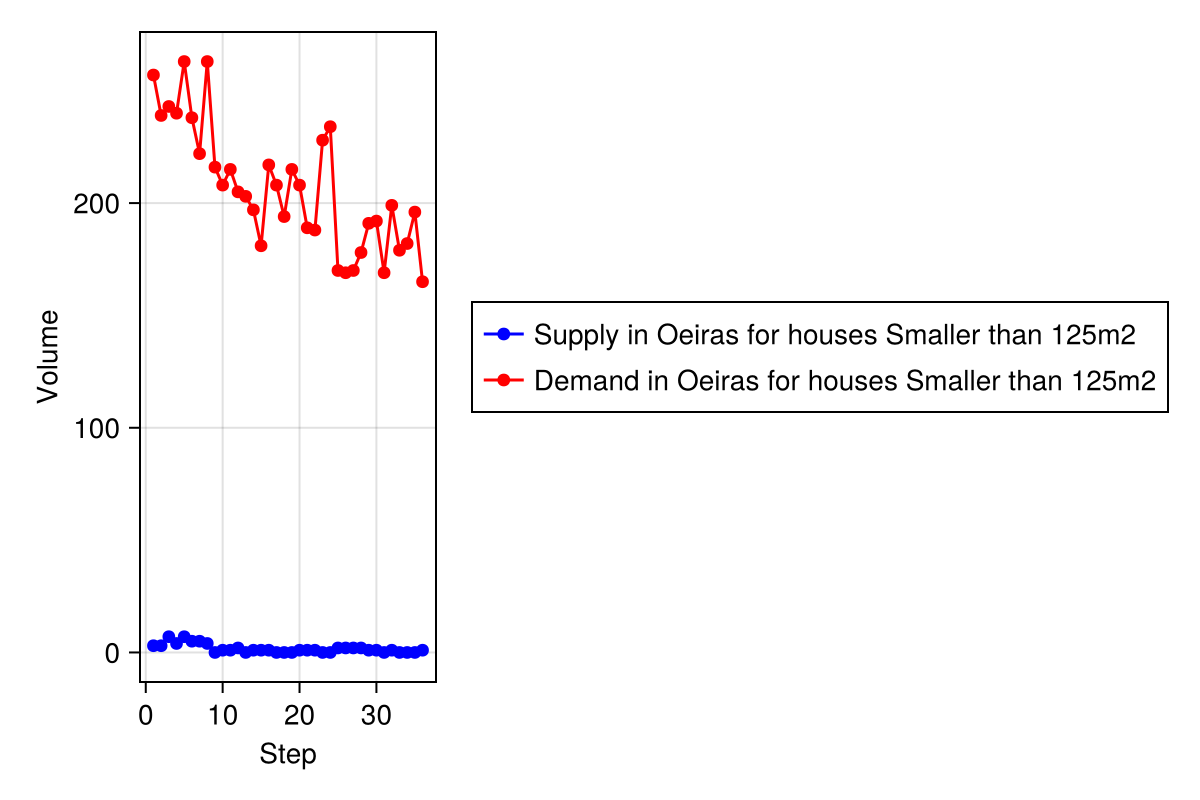 Volume
200
100
0
0 10 20 30
Step
Supply in Oeiras for houses Smaller than 125m2
Demand in Oeiras for houses Smaller than 125m2